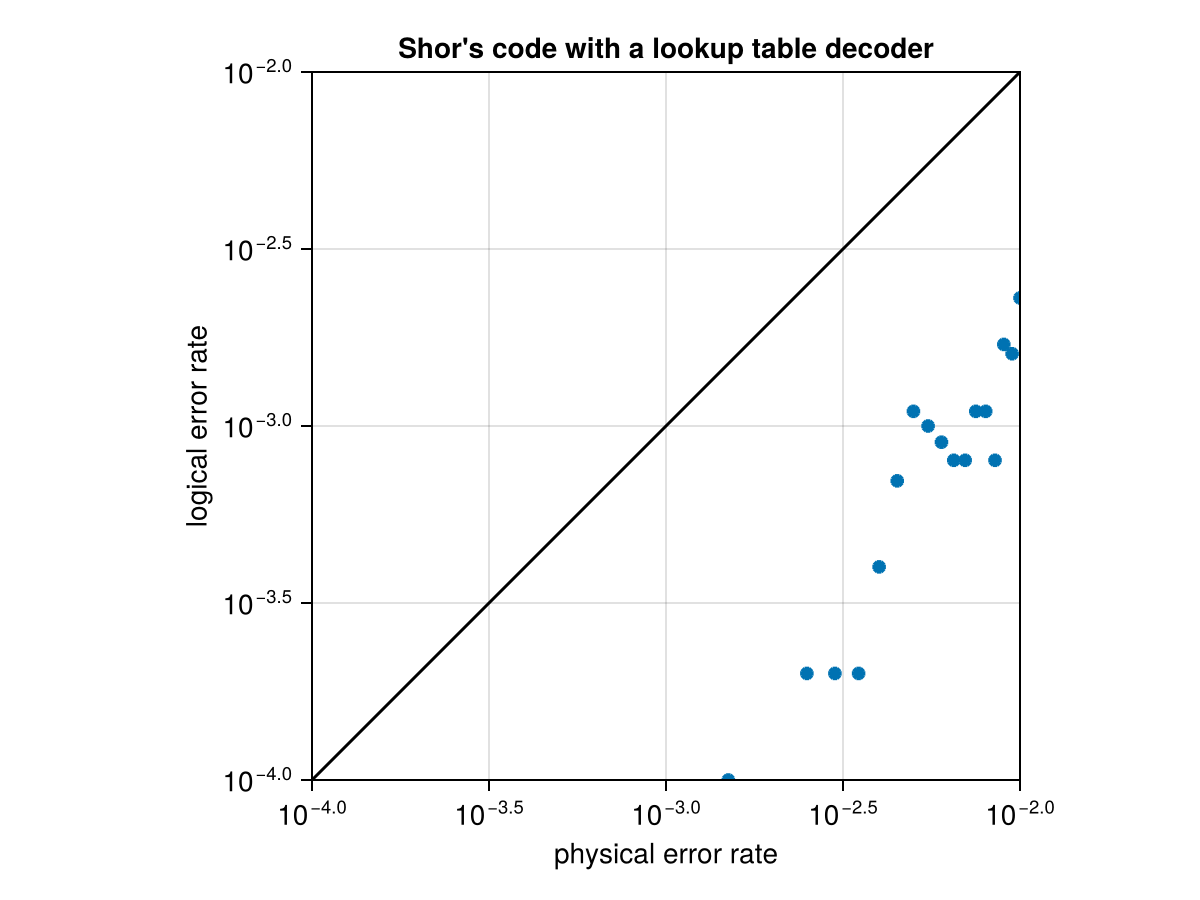 Shor's code with a lookup table decoder
10^−2.0
10^−2.5
10^−3.0
10^−3.5
10^−4.0
logical error rate
10^−4.0 10^−3.5 10^−3.0 10^−2.5 10^−2.0
physical error rate